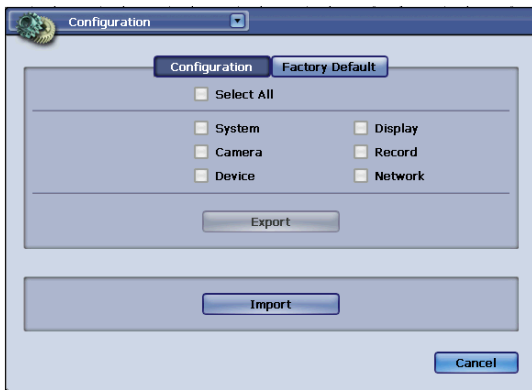 Configuration
Configuration Factory Default
Select All
System Display
Camera Record
Device Network
Export
Import
Cancel